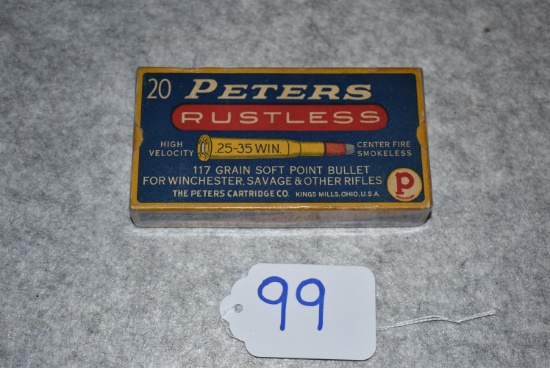 20 PETERS
RUSTLESS
HIGH VELOCITY
.25-35 WIN.
CENTER FIRE SMOKELESS
117 GRAIN SOFT POINT BULLET
FOR WINCHESTER, SAVAGE & OTHER RIFLES
THE PETERS CARTRIDGE CO. KINGS MILLS, OHIO, U.S.A.
P
99